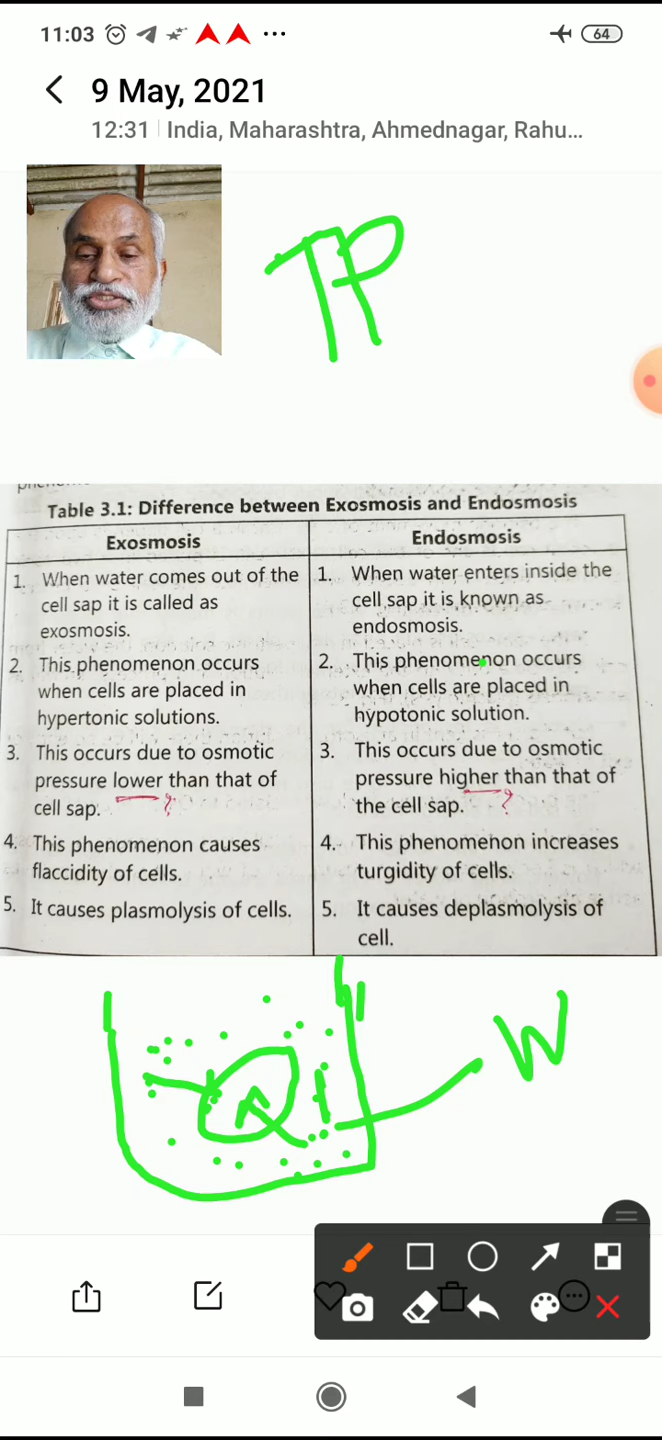 11:03
64
9 May, 2021
12:31 | India, Maharashtra, Ahmednagar, Rahu...
TP
Table 3.1: Difference between Exosmosis and Endosmosis
Exosmosis
1. When water comes out of the
cell sap it is called as
exosmosis.
2. This phenomenon occurs
when cells are placed in
hypertonic solutions.
3. This occurs due to osmotic
pressure lower than that of
cell sap. ?
4. This phenomenon causes
flaccidity of cells.
5. It causes plasmolysis of cells.
Endosmosis
1. When water enters inside the
cell sap it is known as
endosmosis.
2. This phenomenon occurs
when cells are placed in
hypotonic solution.
3. This occurs due to osmotic
pressure higher than that of
the cell sap. ?
4. This phenomehon increases
turgidity of cells.
5. It causes deplasmolysis of
cell.
W